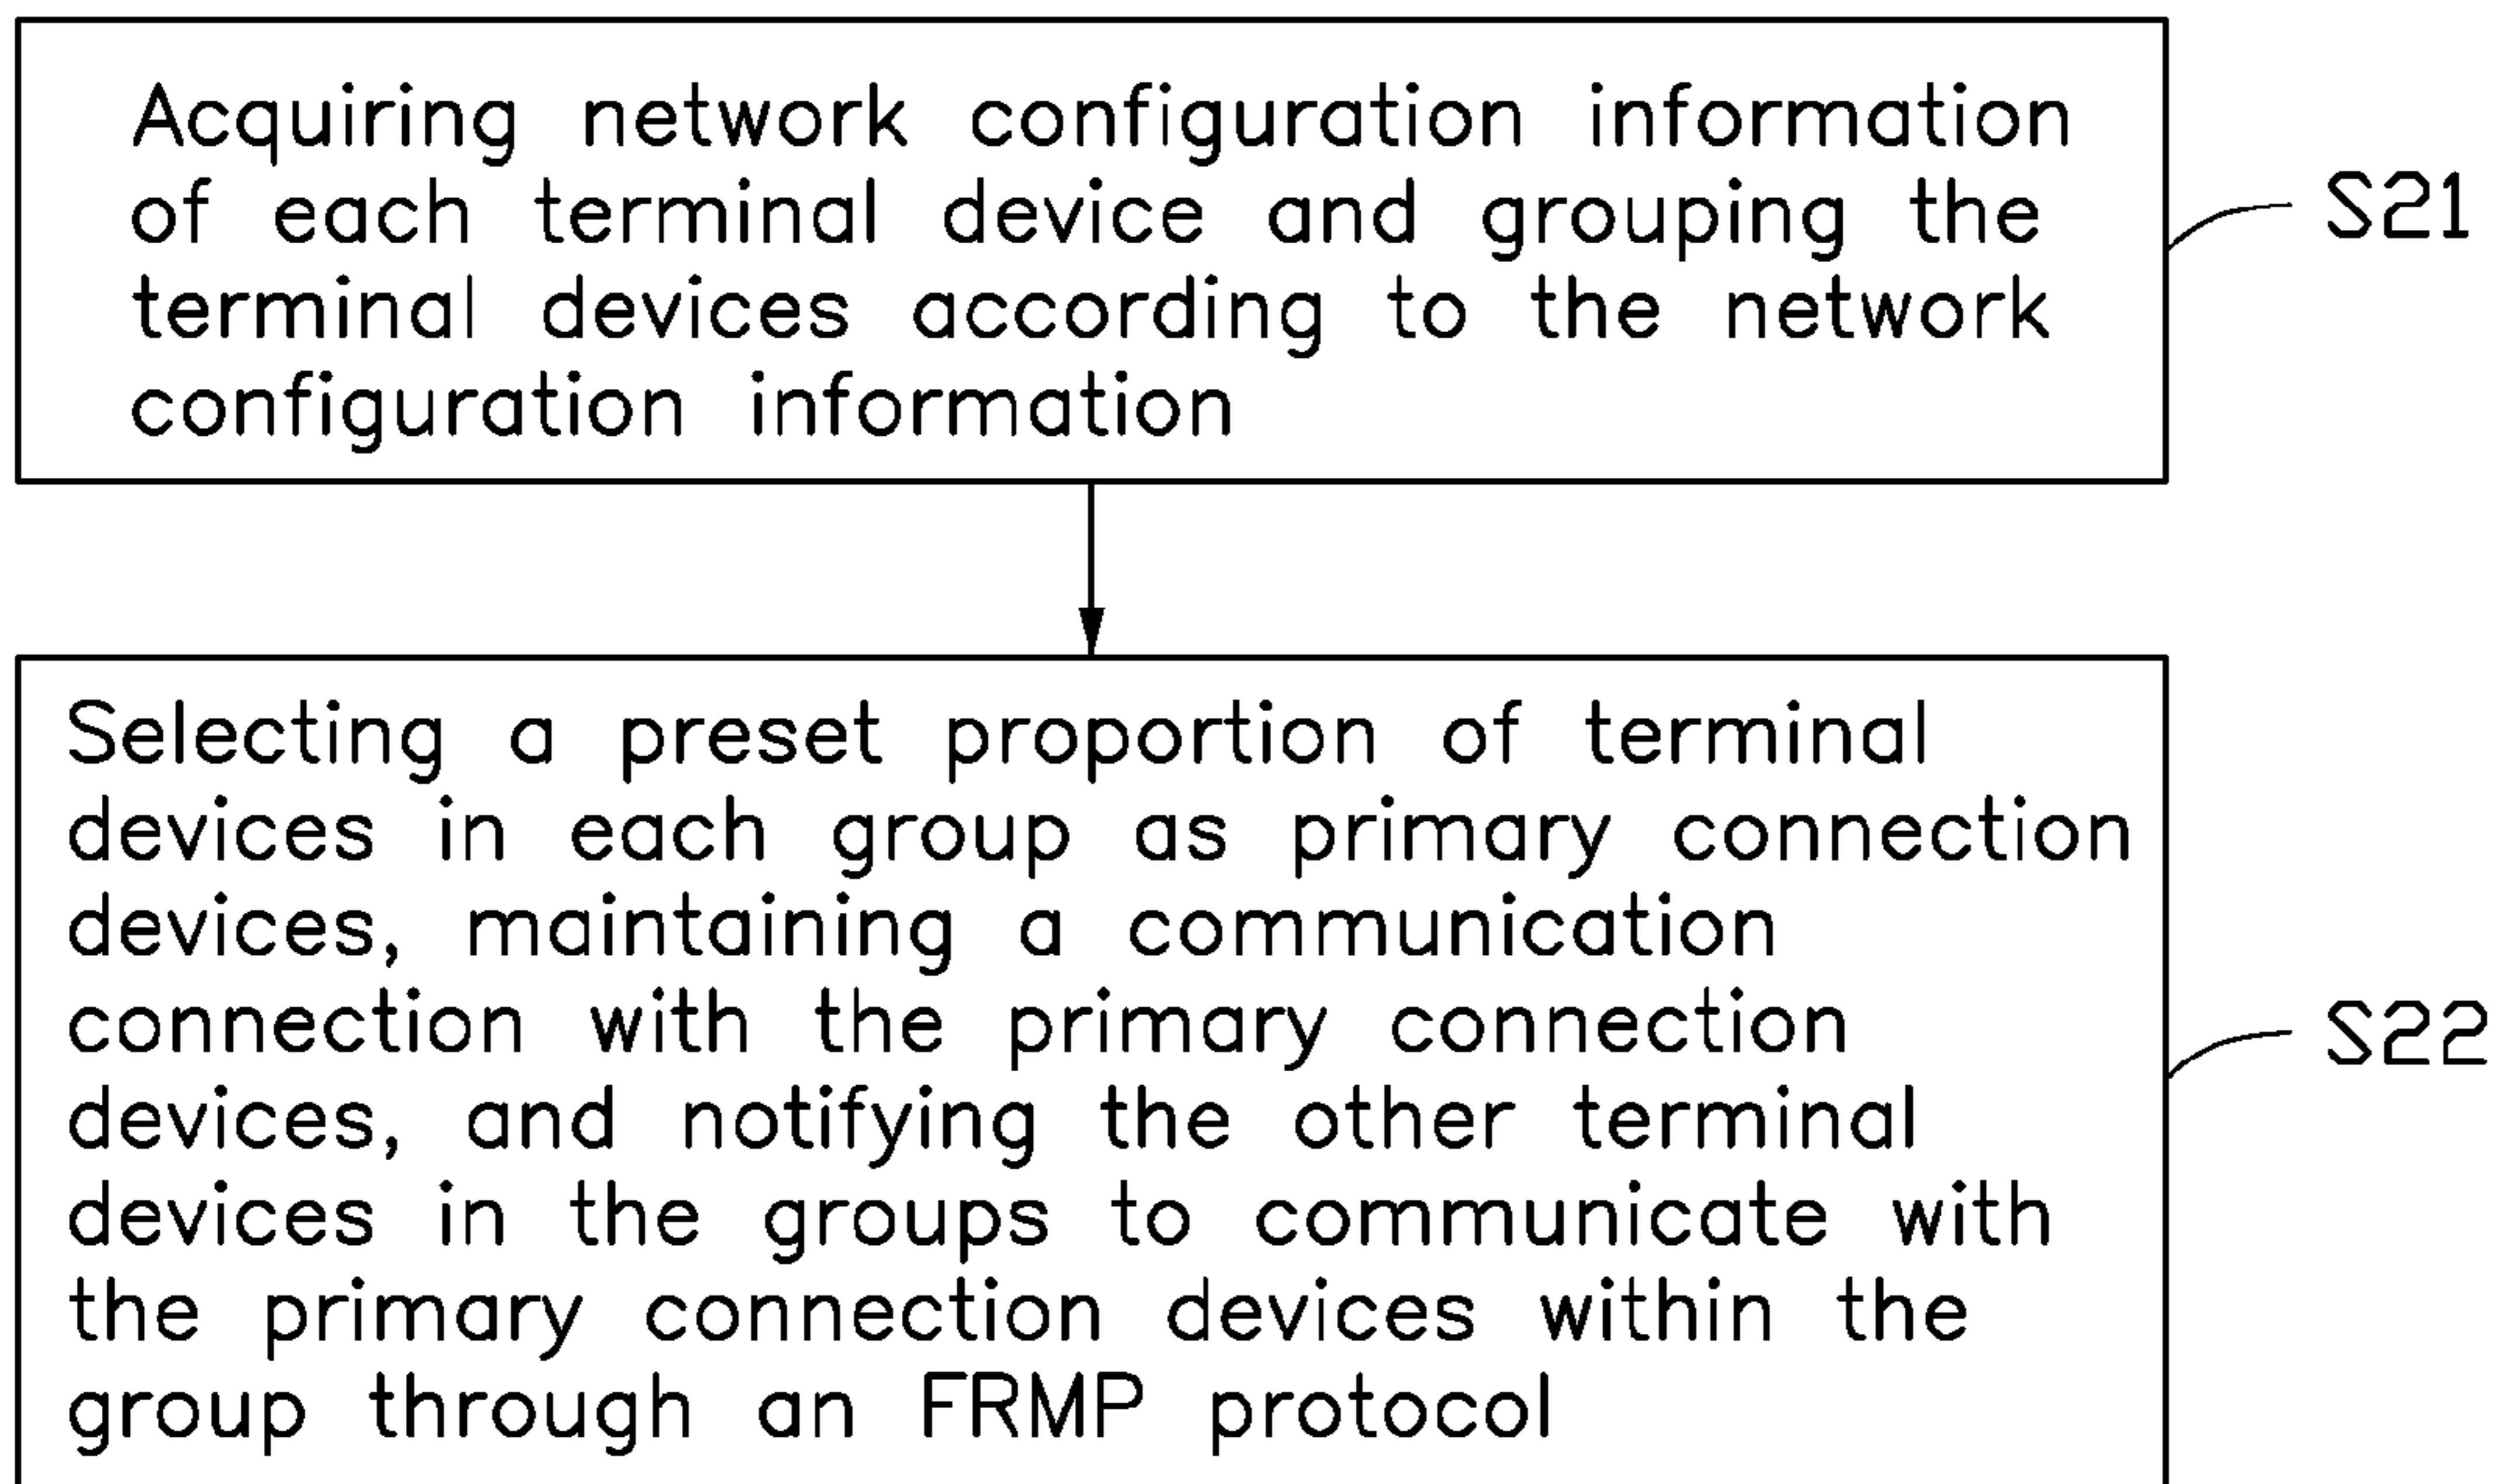 Acquiring network configuration information
of each terminal device and grouping the
terminal devices according to the network
configuration information
S21
Selecting a preset proportion of terminal
devices in each group as primary connection
devices, maintaining a communication
connection with the primary connection
devices, and notifying the other terminal
devices in the groups to communicate with
the primary connection devices within the
group through an FRMP protocol
S22